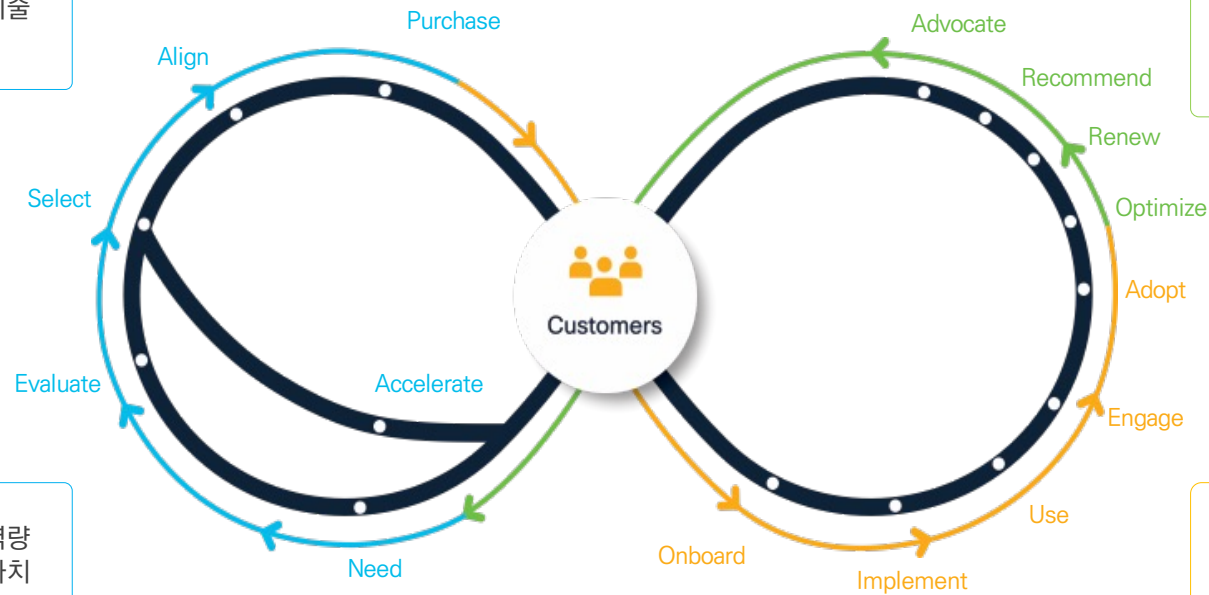 Purchase
Advocate
Align
Recommend
Renew
Select
Optimize
Adopt
Customers
Evaluate
Accelerate
Engage
Use
Onboard
Need
Implement